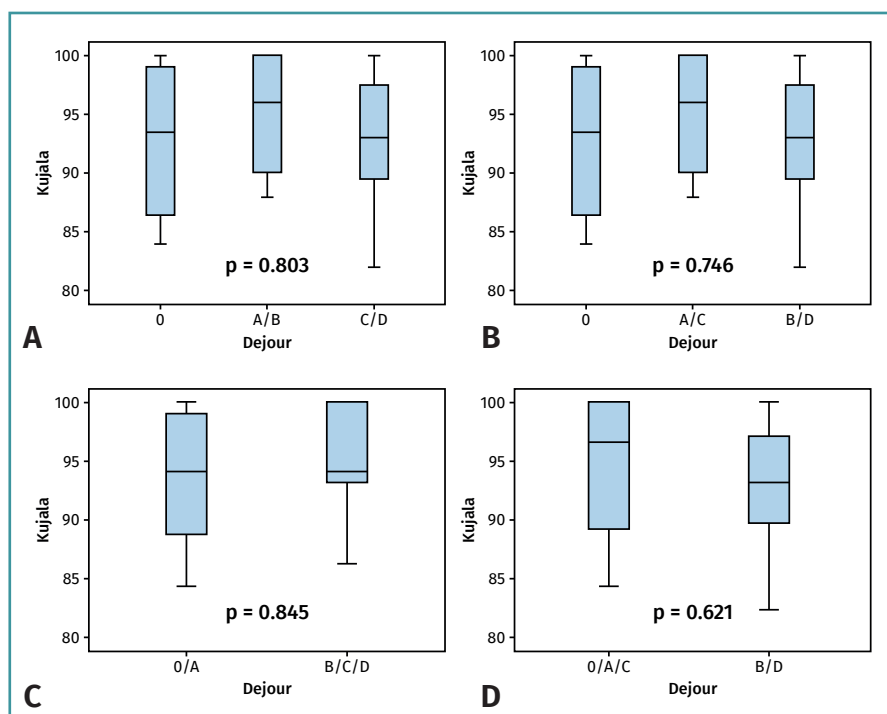 Kujala
100
95
90
85
80
p = 0.803
0 A/B C/D
Dejour
A
Kujala
100
95
90
85
80
p = 0.746
0 A/C B/D
Dejour
B
Kujala
100
95
90
85
80
p = 0.845
0/A B/C/D
Dejour
C
Kujala
100
95
90
85
80
p = 0.621
0/A/C B/D
Dejour
D